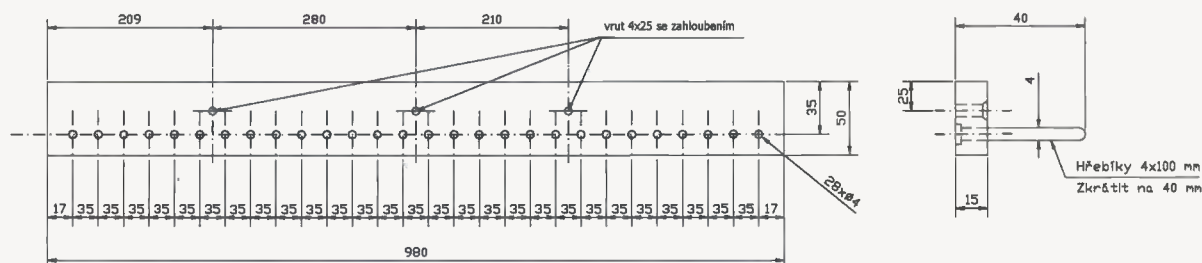 209 280 210 vrut 4x25 se zahloubením 40
35 50 25 4
28xø4
Hřebíky 4x100 mm
Zkrátit na 40 mm
17 35 35 35 35 35 35 35 35 35 35 35 35 35 35 35 35 35 35 35 35 35 35 35 35 35 35 35 17 15
980